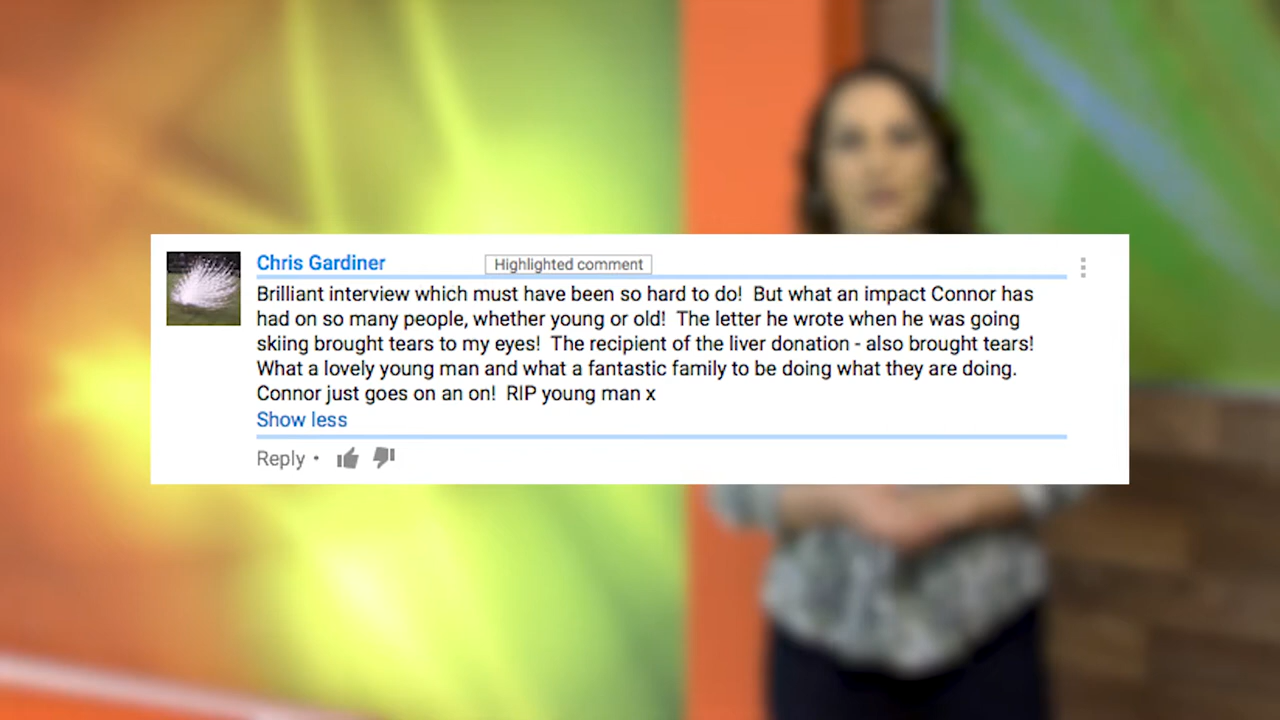 Chris Gardiner
Highlighted comment
Brilliant interview which must have been so hard to do!  But what an impact Connor has
had on so many people, whether young or old!  The letter he wrote when he was going
skiing brought tears to my eyes!  The recipient of the liver donation - also brought tears!
What a lovely young man and what a fantastic family to be doing what they are doing.
Connor just goes on an on!  RIP young man x
Show less
Reply •